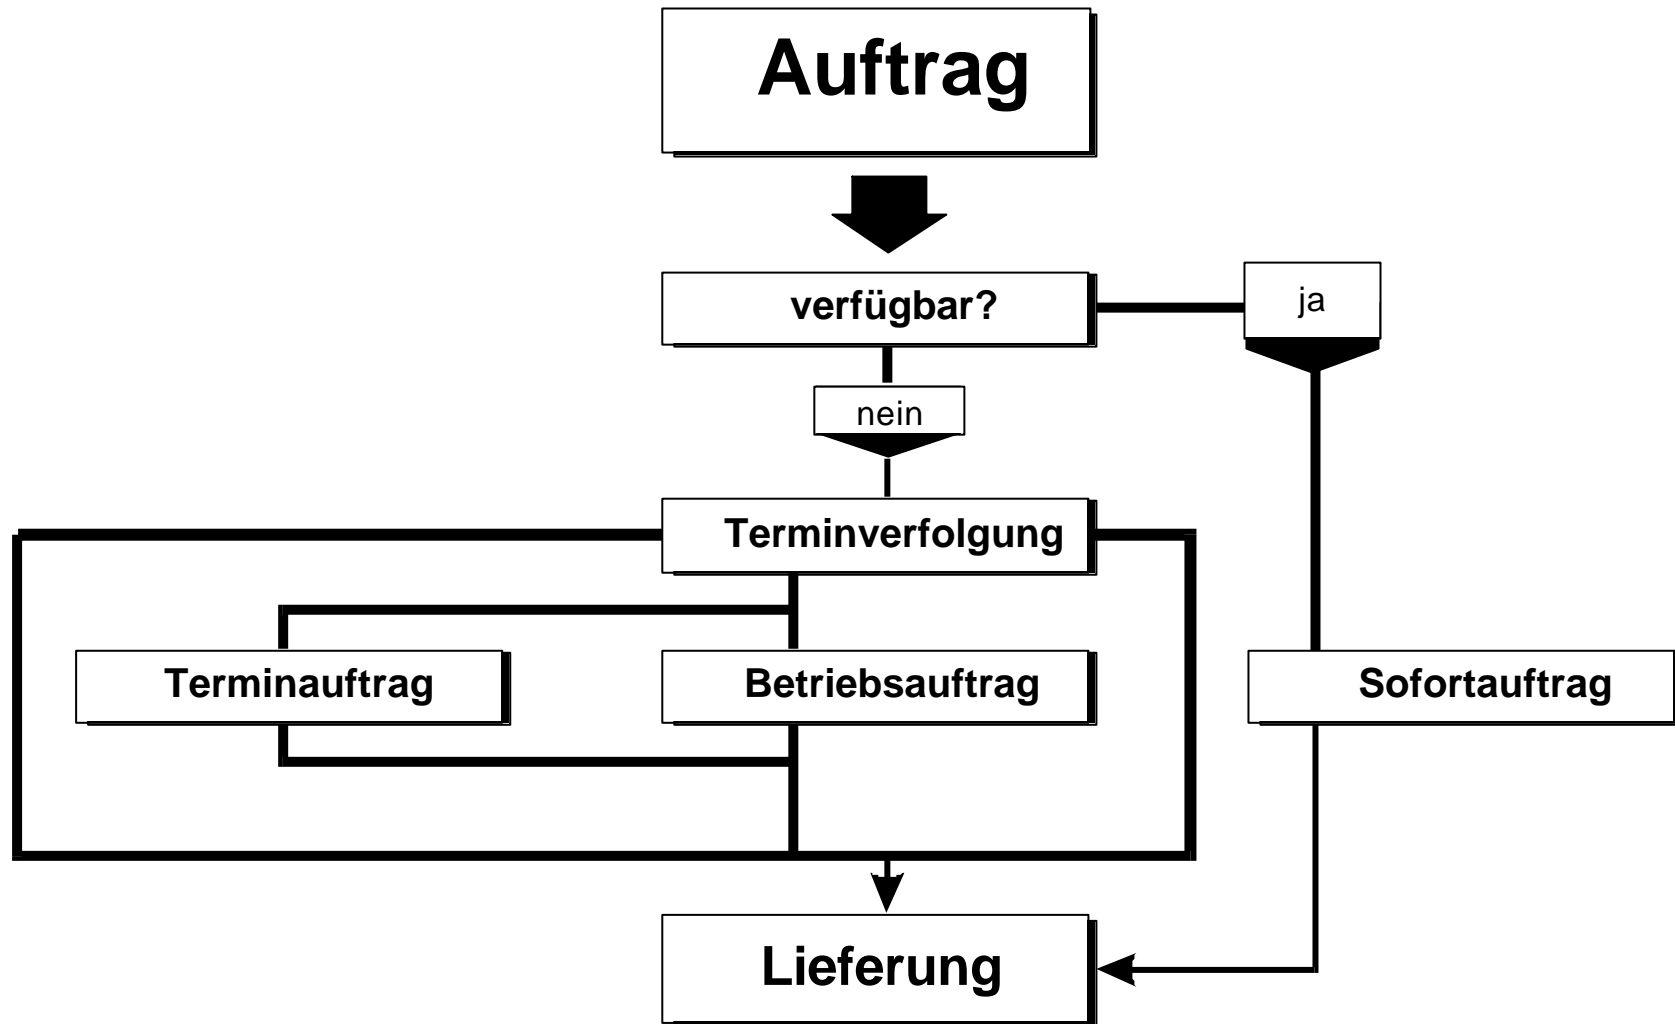 Auftrag
verfügbar?
ja
nein
Terminverfolgung
Terminauftrag
Betriebsauftrag
Sofortauftrag
Lieferung